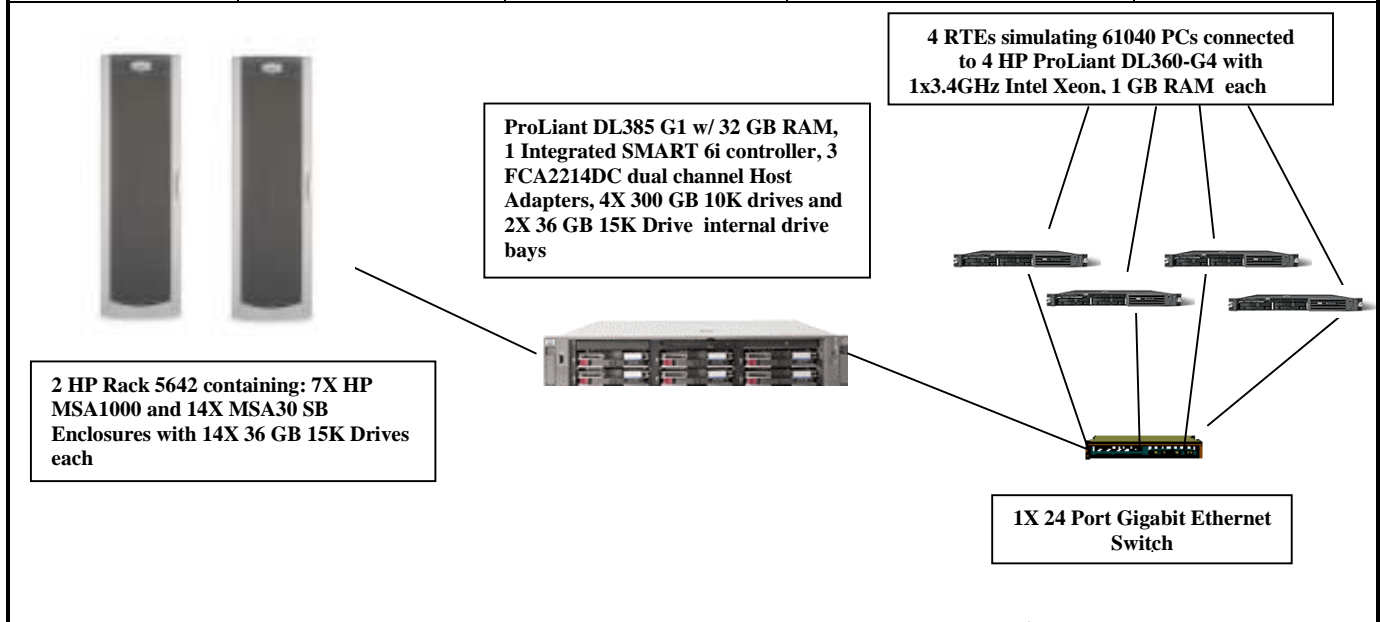 4 RTEs simulating 61040 PCs connected
to 4 HP ProLiant DL360-G4 with
1x3.4GHz Intel Xeon, 1 GB RAM each
ProLiant DL385 G1 w/ 32 GB RAM,
1 Integrated SMART 6i controller, 3
FCA2214DC dual channel Host
Adapters, 4X 300 GB 10K drives and
2X 36 GB 15K Drive internal drive
bays
2 HP Rack 5642 containing: 7X HP
MSA1000 and 14X MSA30 SB
Enclosures with 14X 36 GB 15K Drives
each
1X 24 Port Gigabit Ethernet
Switch